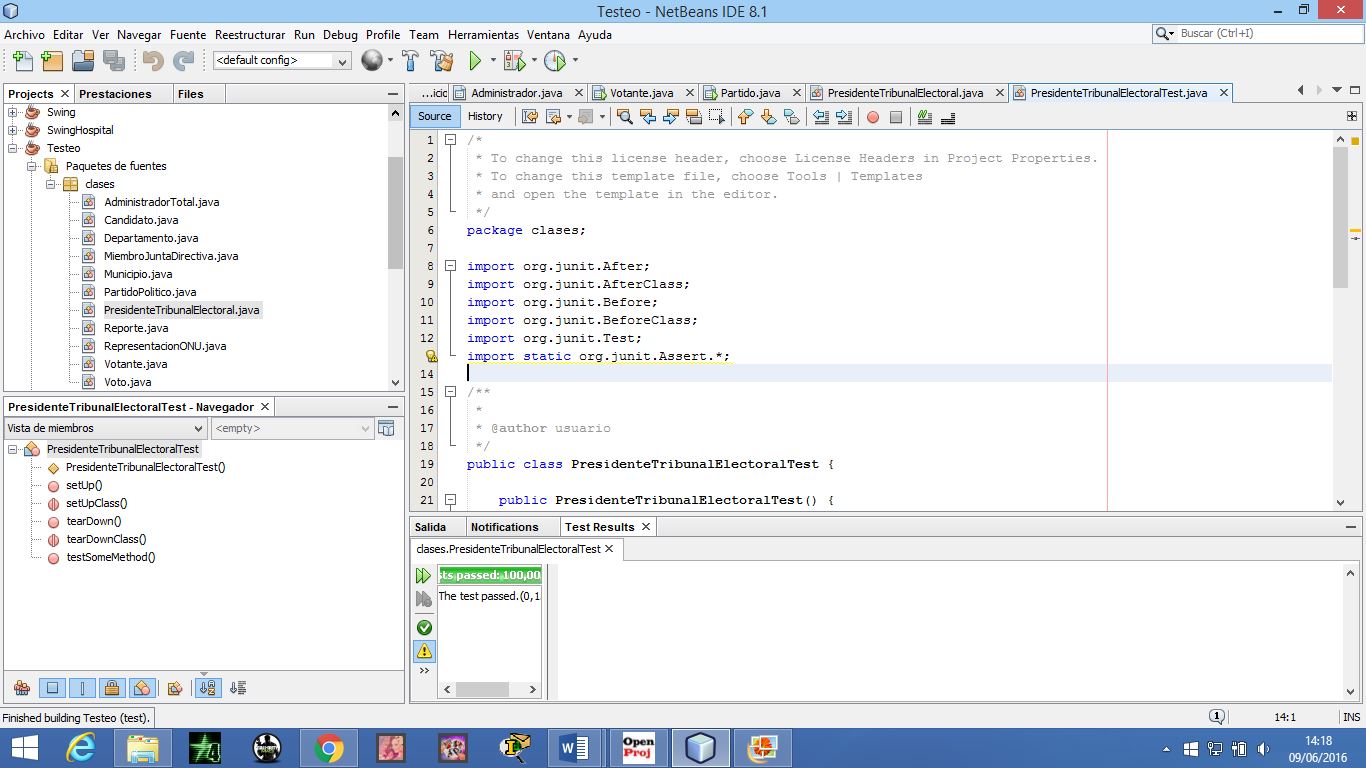 Testeo - NetBeans IDE 8.1
Archivo Editar Ver Navegar Fuente Reestructurar Run Debug Profile Team Herramientas Ventana Ayuda
Buscar (Ctrl+I)
<default config>
Projects Prestaciones Files
Swing
SwingHospital
Testeo
Paquetes de fuentes
clases
AdministradorTotal.java
Candidato.java
Departamento.java
MiembroJuntaDirectiva.java
Municipio.java
PartidoPolitico.java
PresidenteTribunalElectoral.java
Reporte.java
RepresentacionONU.java
Votante.java
Voto.java
PresidenteTribunalElectoralTest - Navegador
Vista de miembros <empty>
PresidenteTribunalElectoralTest
PresidenteTribunalElectoralTest()
setUp()
setUpClass()
tearDown()
tearDownClass()
testSomeMethod()
...icic Administrador.java Votante.java Partido.java PresidenteTribunalElectoral.java PresidenteTribunalElectoralTest.java
Source History
1 /*
2 * To change this license header, choose License Headers in Project Properties.
3 * To change this template file, choose Tools | Templates
4 * and open the template in the editor.
5 */
6 package clases;
7
8 import org.junit.After;
9 import org.junit.AfterClass;
10 import org.junit.Before;
11 import org.junit.BeforeClass;
12 import org.junit.Test;
import static org.junit.Assert.*;
14
15 /**
16 *
17 * @author usuario
18 */
19 public class PresidenteTribunalElectoralTest {
20
21 public PresidenteTribunalElectoralTest() {
Salida Notifications Test Results
clases.PresidenteTribunalElectoralTest
sts passed: 100,00
The test passed.(0,1
Finished building Testeo (test).
1 14:1 INS
4 W Open
Proj
14:18
09/06/2016